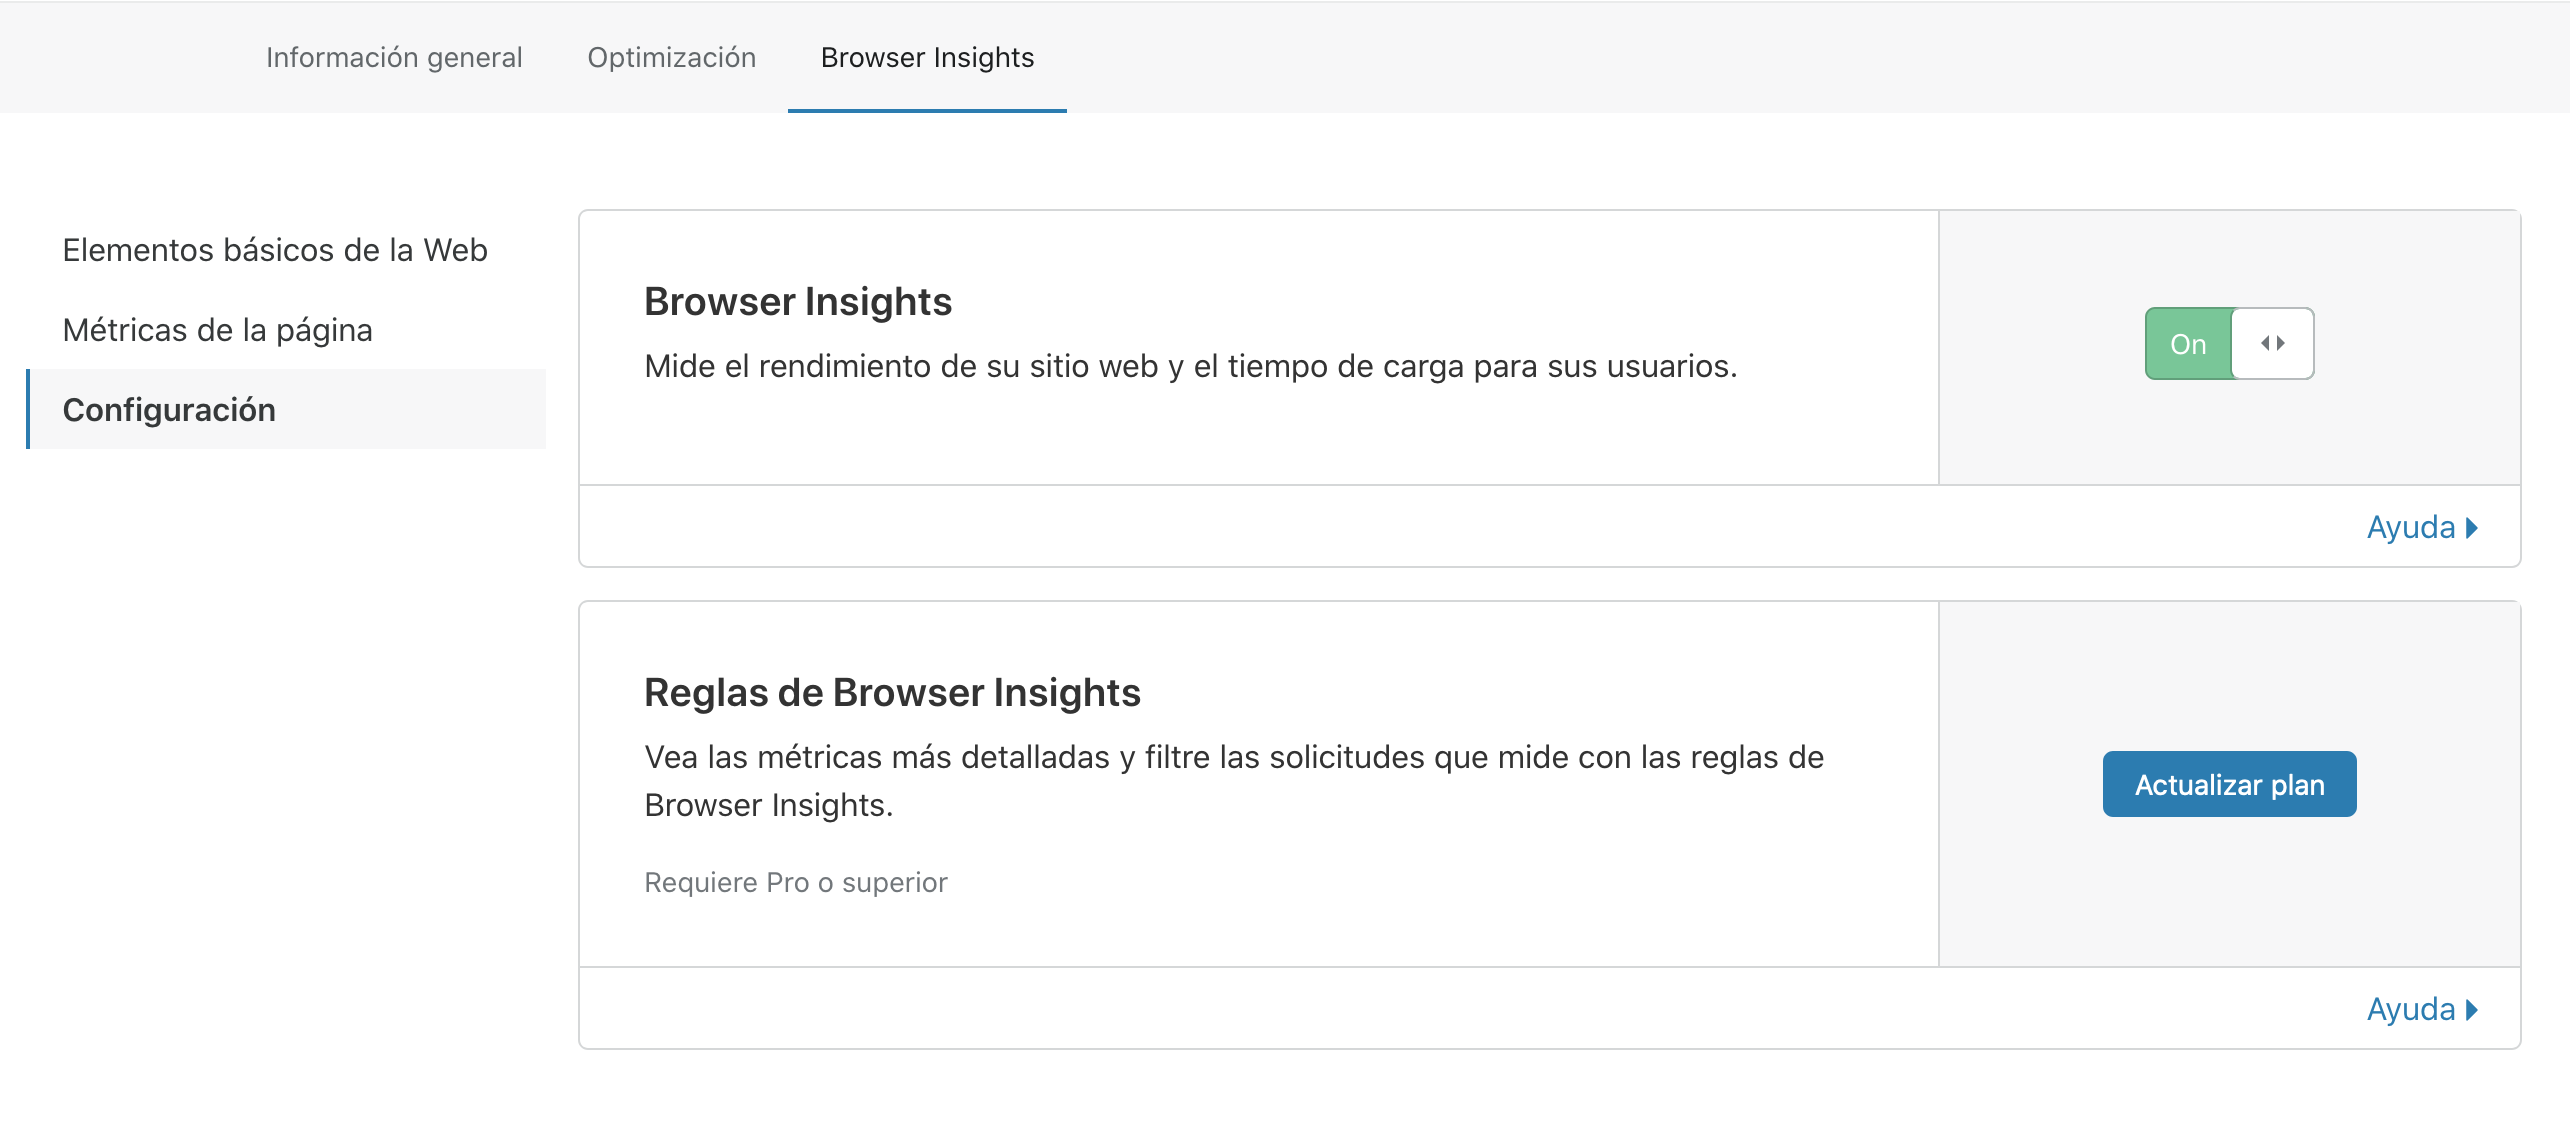 Información general
Optimización
Browser Insights
Elementos básicos de la Web
Métricas de la página
Configuración
Browser Insights
Mide el rendimiento de su sitio web y el tiempo de carga para sus usuarios.
On
Ayuda
Reglas de Browser Insights
Vea las métricas más detalladas y filtre las solicitudes que mide con las reglas de
Browser Insights.
Requiere Pro o superior
Actualizar plan
Ayuda